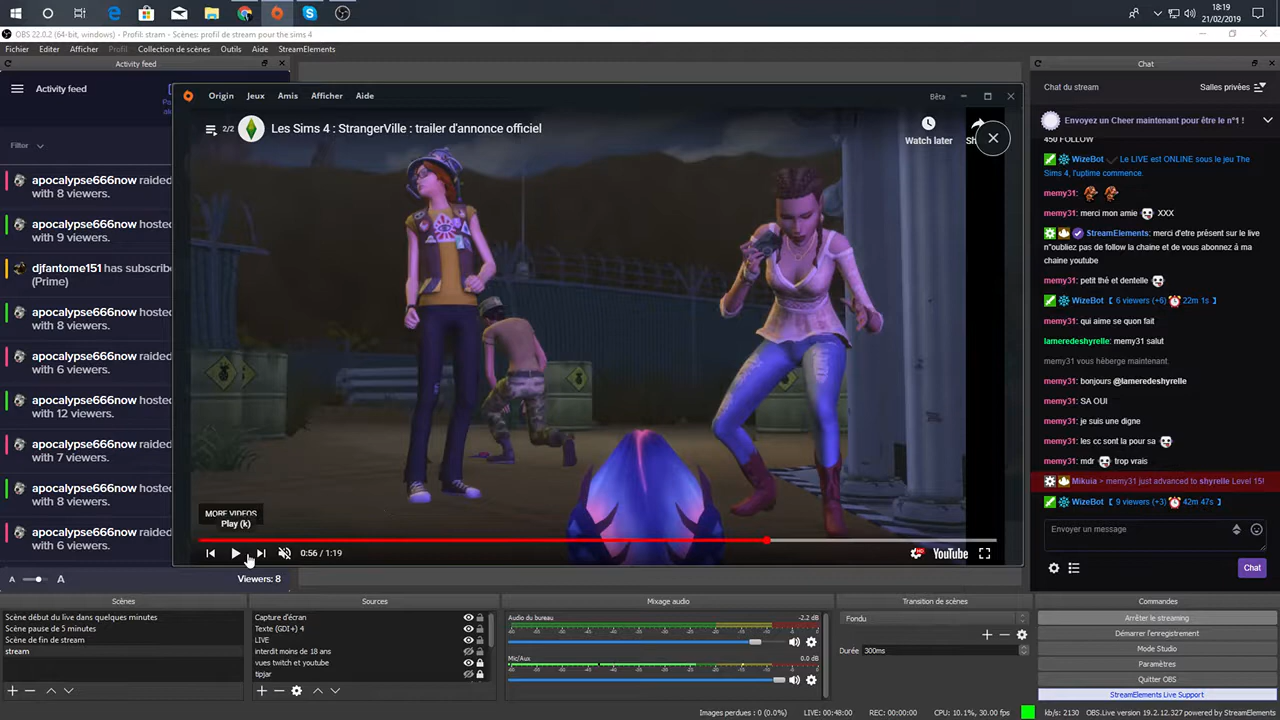 18:19
21/02/2019
OBS 22.0.2 (64-bit, windows) - Profil: stram - Scènes: profil de stream pour the sims 4
Fichier Editer Afficher Profil Collection de scènes Outils Aide StreamElements
Activity feed
Activity feed
Filter
apocalypse666now raided
with 8 viewers.
apocalypse666now hosted
with 9 viewers.
djfantome151 has subscribe
(Prime)
apocalypse666now hosted
with 8 viewers.
apocalypse666now raided
with 6 viewers.
apocalypse666now hosted
with 12 viewers.
apocalypse666now raided
with 7 viewers.
apocalypse666now hosted
with 8 viewers.
apocalypse666now raided
with 6 viewers.
A A Viewers: 8
Origin Jeux Amis Afficher Aide Bêta
2/2 Les Sims 4 : StrangerVille : trailer d'annonce officiel
Watch later
MORE VIDEOS
Play (k)
0:56 / 1:19
HD
YouTube
Chat
Chat du stream Salles privées
Envoyez un Cheer maintenant pour être le n°1 !
450 FOLLOW
WizeBot Le LIVE est ONLINE sous le jeu The
Sims 4, l'uptime commence.
memy31:
memy31: merci mon amie XXX
StreamElements: merci d'etre présent sur le live
n"oubliez pas de follow la chaine et de vous abonnez á ma
chaine youtube
memy31: petit thé et dentelle
WizeBot [ 6 viewers (+6) 22m 1s ]
memy31: qui aime se quon fait
lameredeshyrelle: memy31 salut
memy31 vous héberge maintenant.
memy31: bonjours @lameredeshyrelle
memy31: SA OUI
memy31: je suis une digne
memy31: les cc sont la pour sa
memy31: mdr trop vrais
Mikuia > memy31 just advanced to shyrelle Level 15!
WizeBot [ 9 viewers (+3) 42m 47s ]
Envoyer un message
Chat
Scènes
Scène début du live dans quelques minutes
Scène pause de 5 minutes
Scène de fin de stream
stream
Sources
Capture d'écran
Texte (GDI+) 4
LIVE
interdit moins de 18 ans
vues twitch et youtube
tipjar
Mixage audio
Audio du bureau -2.2 dB
Mic/Aux 0.0 dB
Transition de scènes
Fondu
Durée 300ms
Commandes
Arrêter le streaming
Démarrer l'enregistrement
Mode Studio
Paramètres
Quitter OBS
StreamElements Live Support
Images perdues : 0 (0.0%) LIVE: 00:48:00 REC: 00:00:00 CPU: 10.1%, 30.00 fps kb/s: 2130 OBS.Live version 19.2.12.327 powered by StreamElements